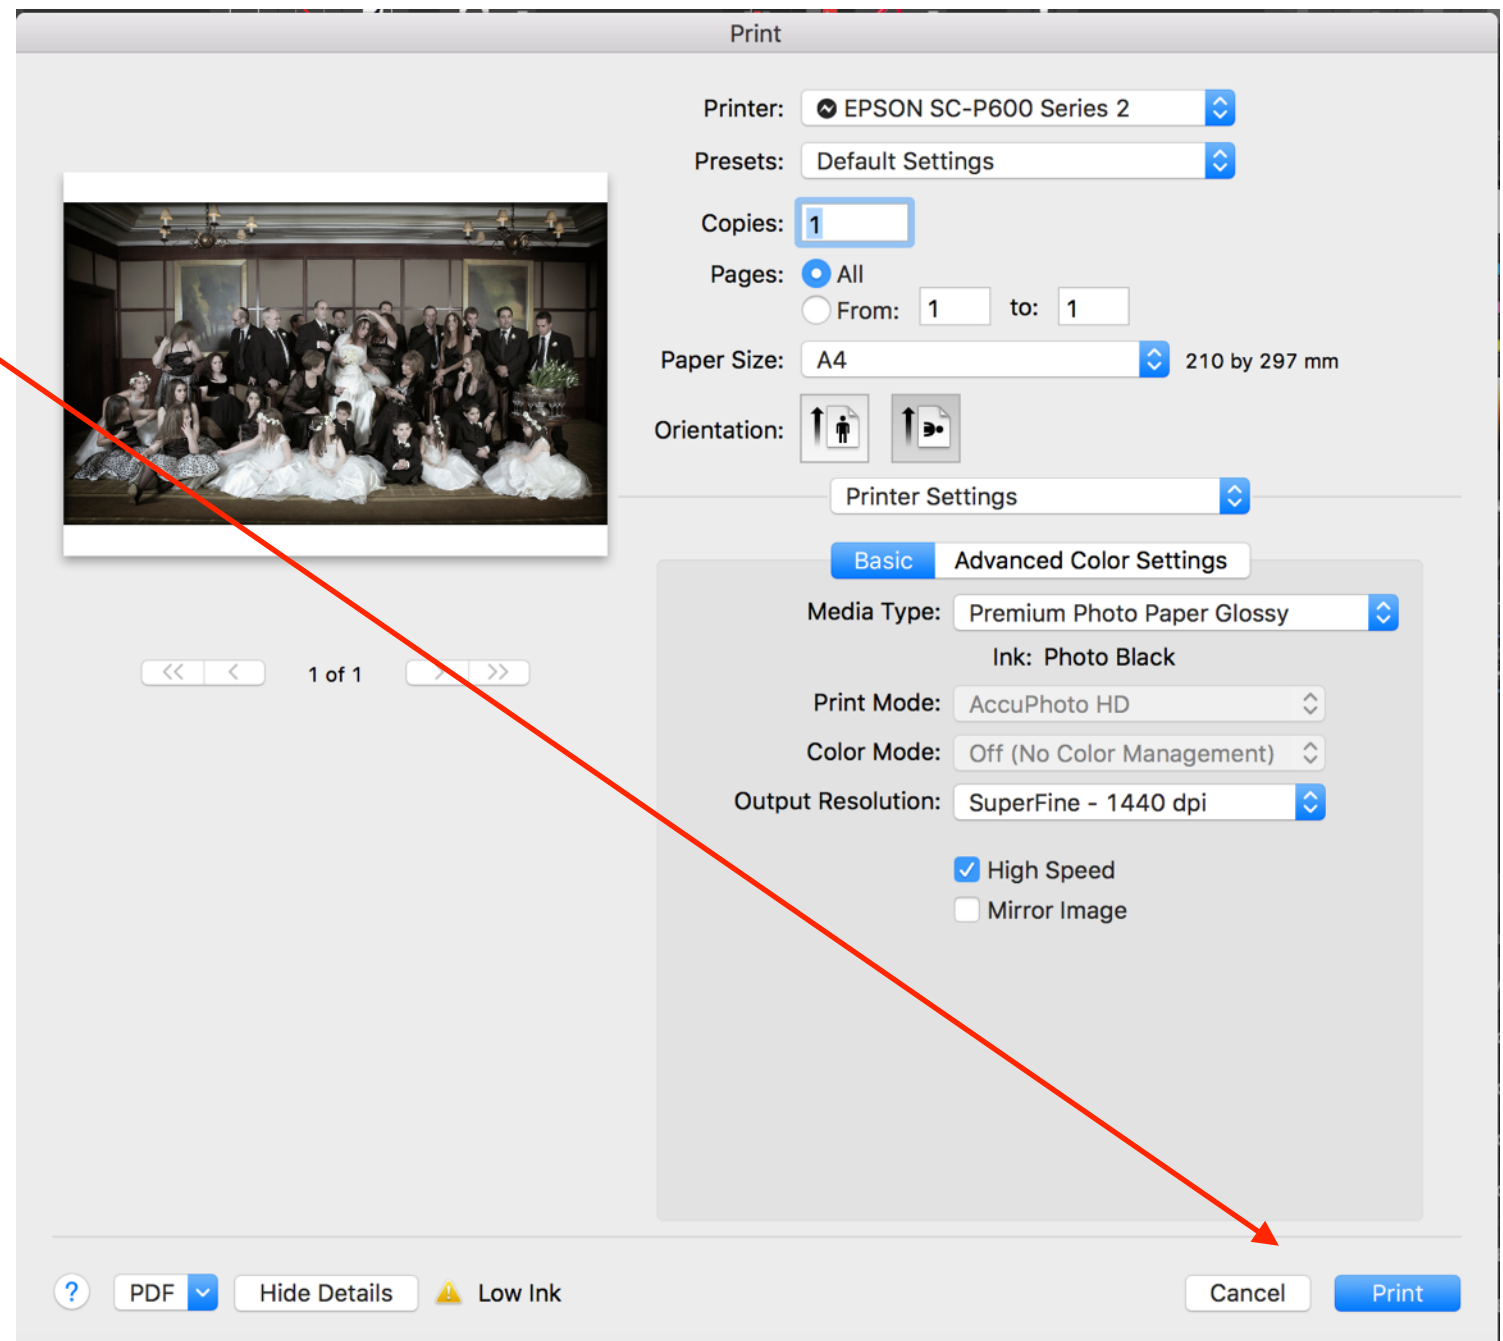 Print
Printer: EPSON SC-P600 Series 2
Presets: Default Settings
Copies: 1
Pages: All
From: 1 to: 1
Paper Size: A4 210 by 297 mm
Orientation:
Printer Settings
Basic Advanced Color Settings
Media Type: Premium Photo Paper Glossy
Ink: Photo Black
<< < 1 of 1 > >>
Print Mode: AccuPhoto HD
Color Mode: Off (No Color Management)
Output Resolution: SuperFine - 1440 dpi
High Speed
Mirror Image
? PDF Hide Details Low Ink Cancel Print